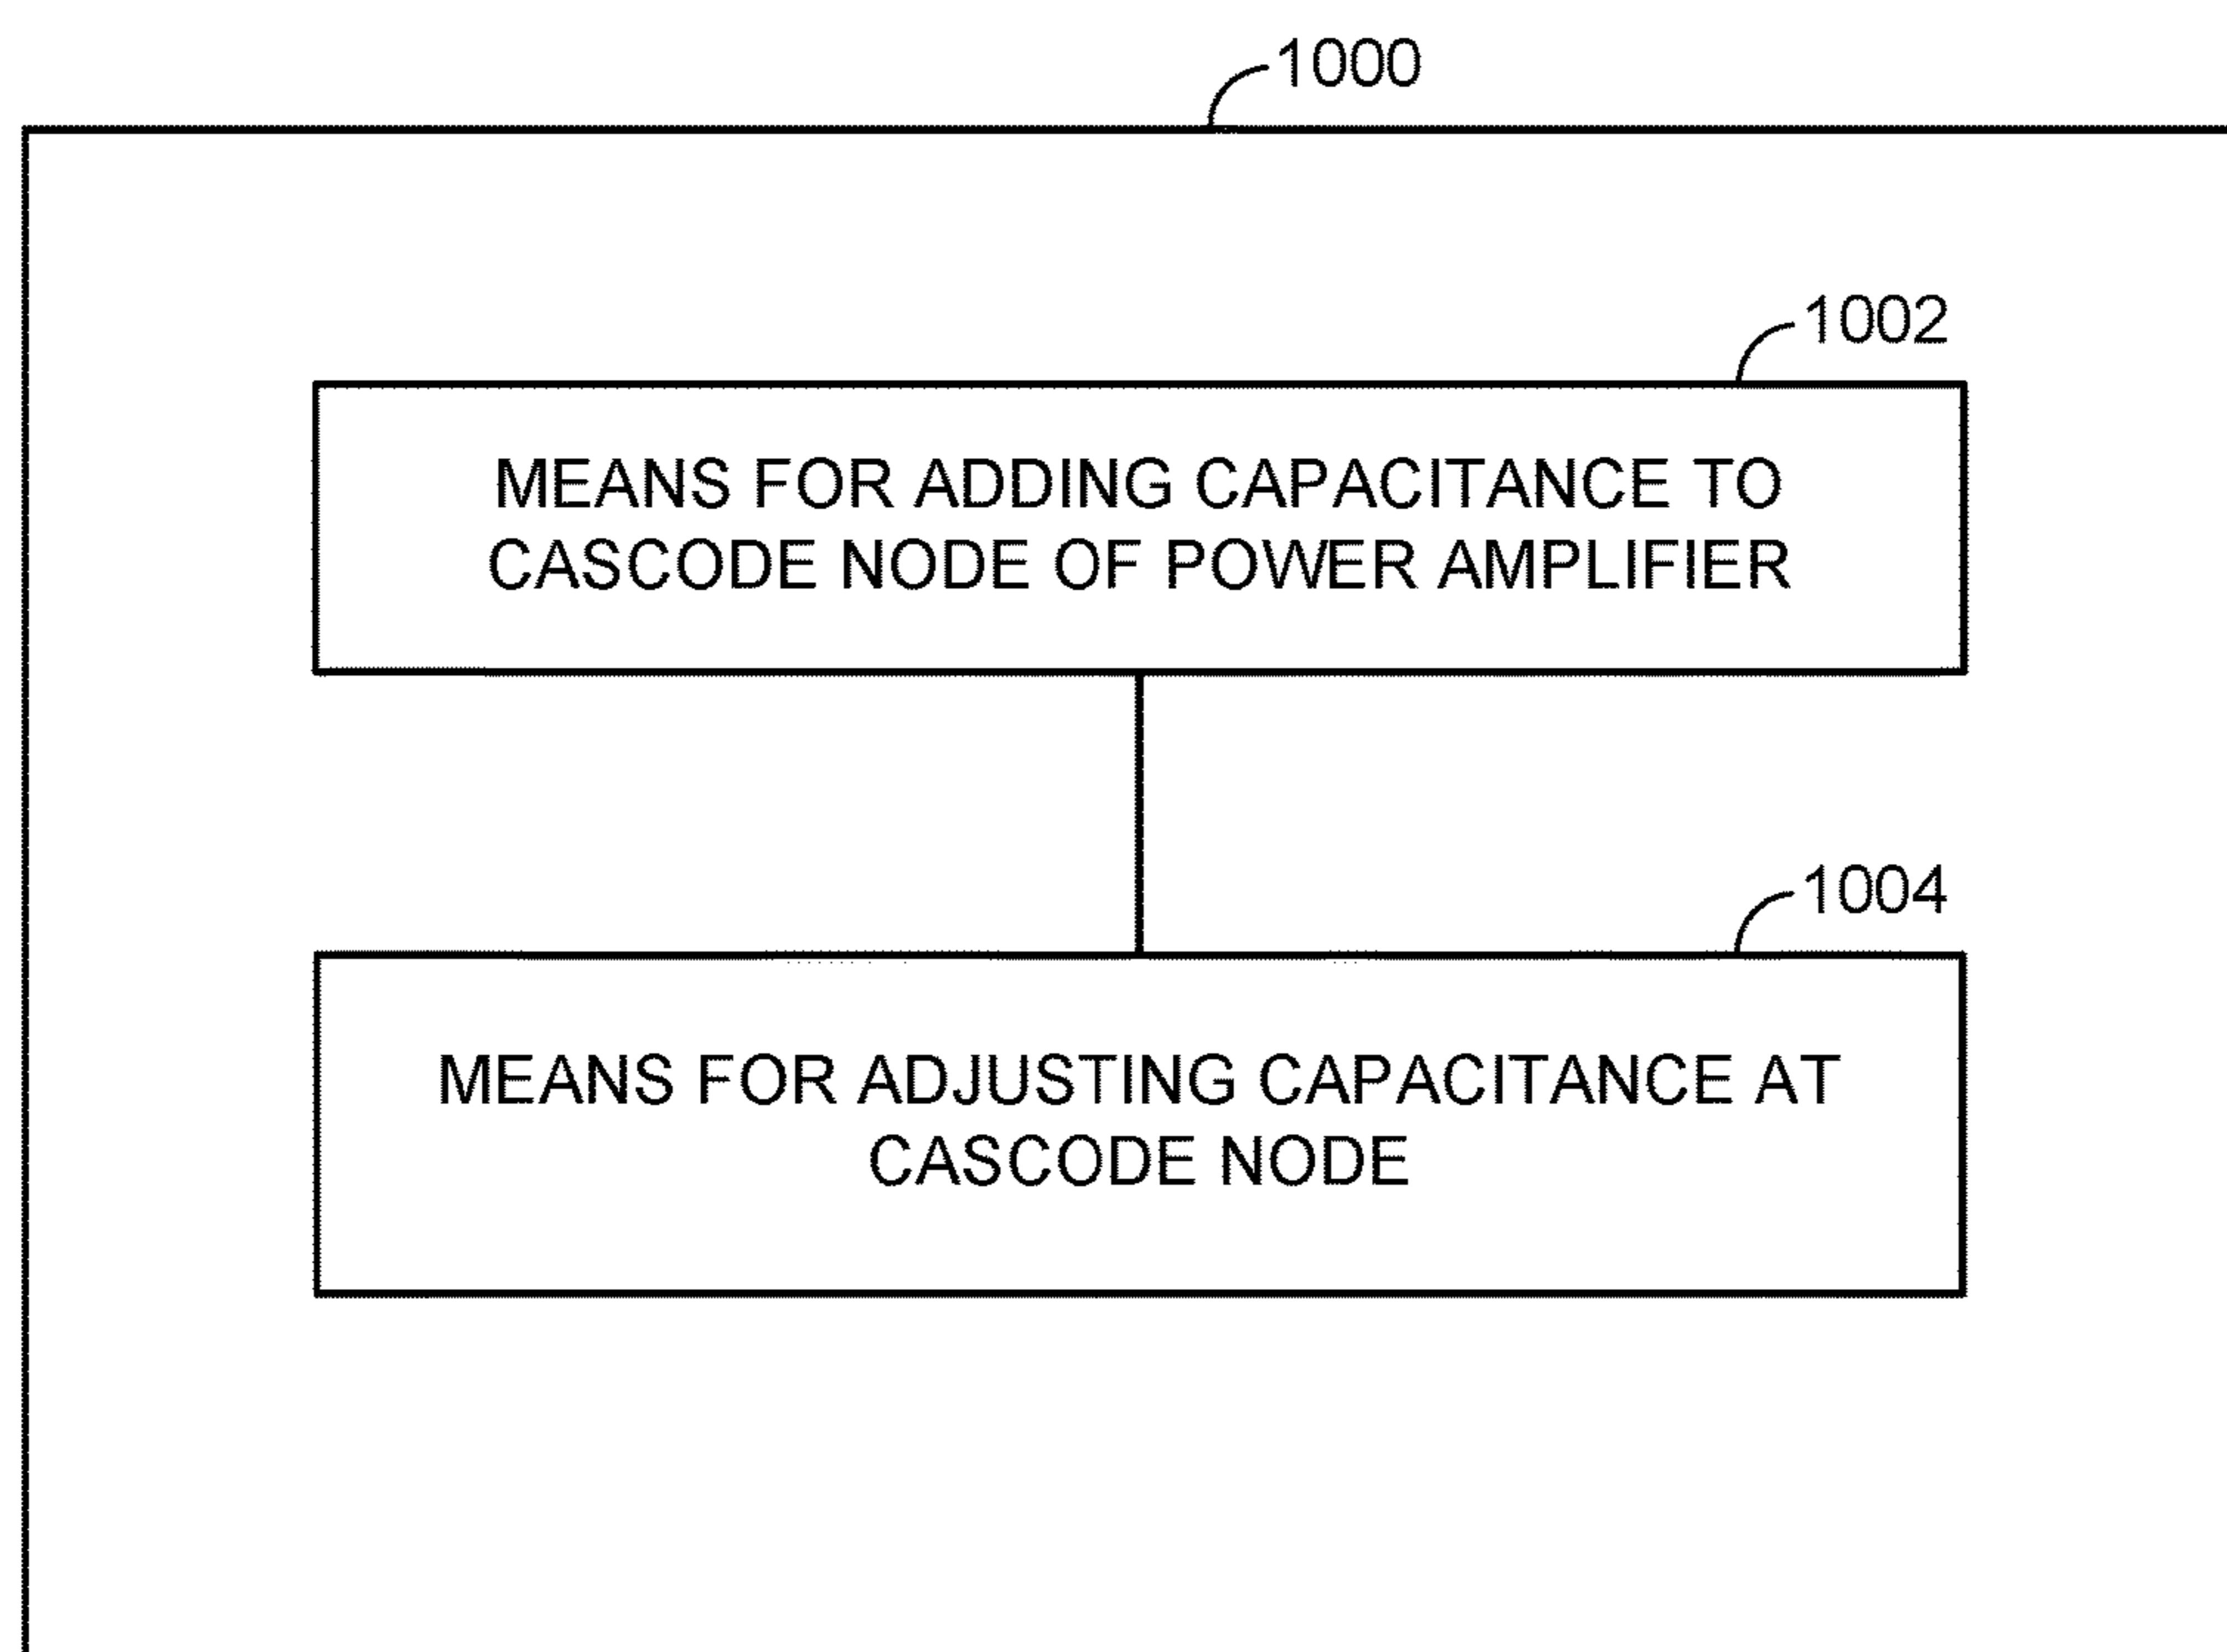 1000
1002
MEANS FOR ADDING CAPACITANCE TO
CASCODE NODE OF POWER AMPLIFIER
1004
MEANS FOR ADJUSTING CAPACITANCE AT
CASCODE NODE